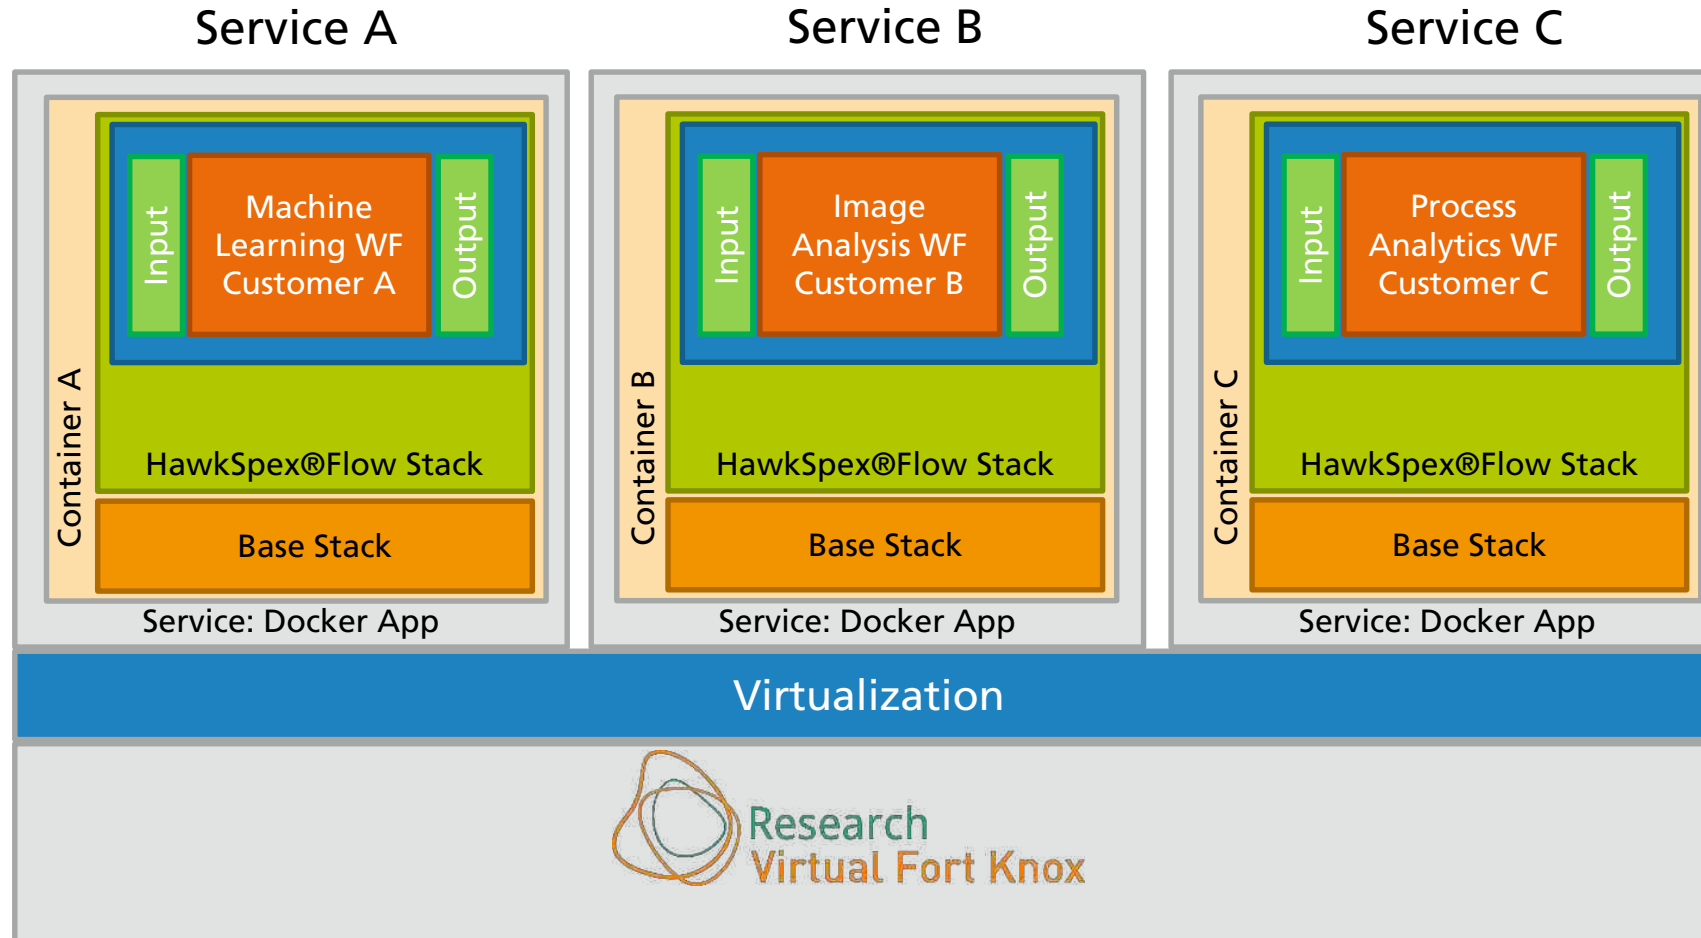 Service A
Service B
Service C
Container A
Input
Machine
Learning WF
Customer A
Output
HawkSpex®Flow Stack
Base Stack
Service: Docker App
Container B
Input
Image
Analysis WF
Customer B
Output
HawkSpex®Flow Stack
Base Stack
Service: Docker App
Container C
Input
Process
Analytics WF
Customer C
Output
HawkSpex®Flow Stack
Base Stack
Service: Docker App
Virtualization
Research
Virtual Fort Knox